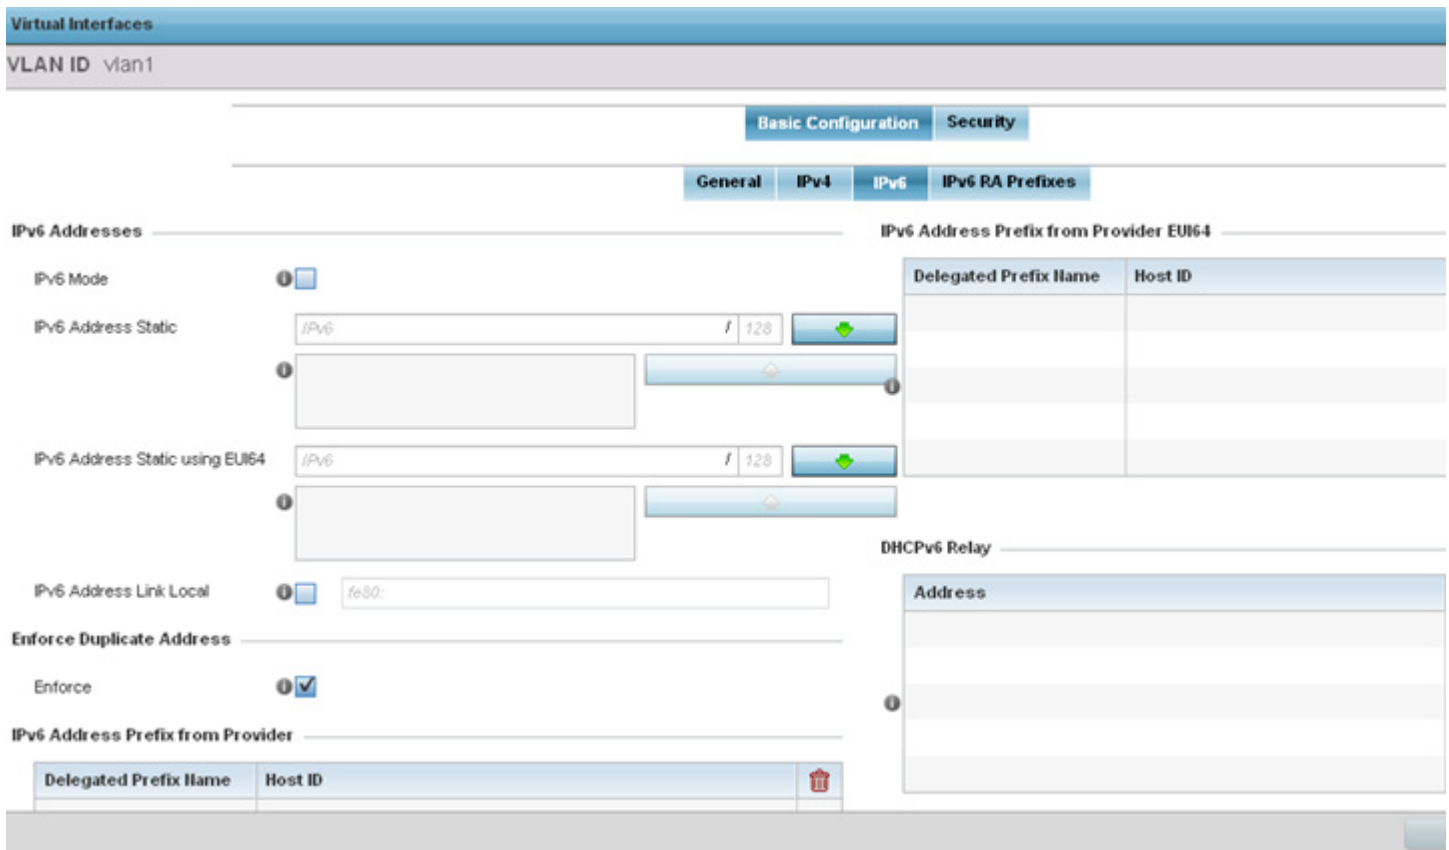 Virtual Interfaces
VLAN ID vlan1
Basic Configuration Security
General IPv4 IPv6 IPv6 RA Prefixes
IPv6 Addresses
IPv6 Mode
IPv6 Address Static
IPv6 / 128
IPv6 Address Static using EUI64
IPv6 / 128
IPv6 Address Link Local
fe80:
Enforce Duplicate Address
Enforce
IPv6 Address Prefix from Provider
Delegated Prefix Name Host ID
IPv6 Address Prefix from Provider EUI64
Delegated Prefix Name Host ID
DHCPv6 Relay
Address